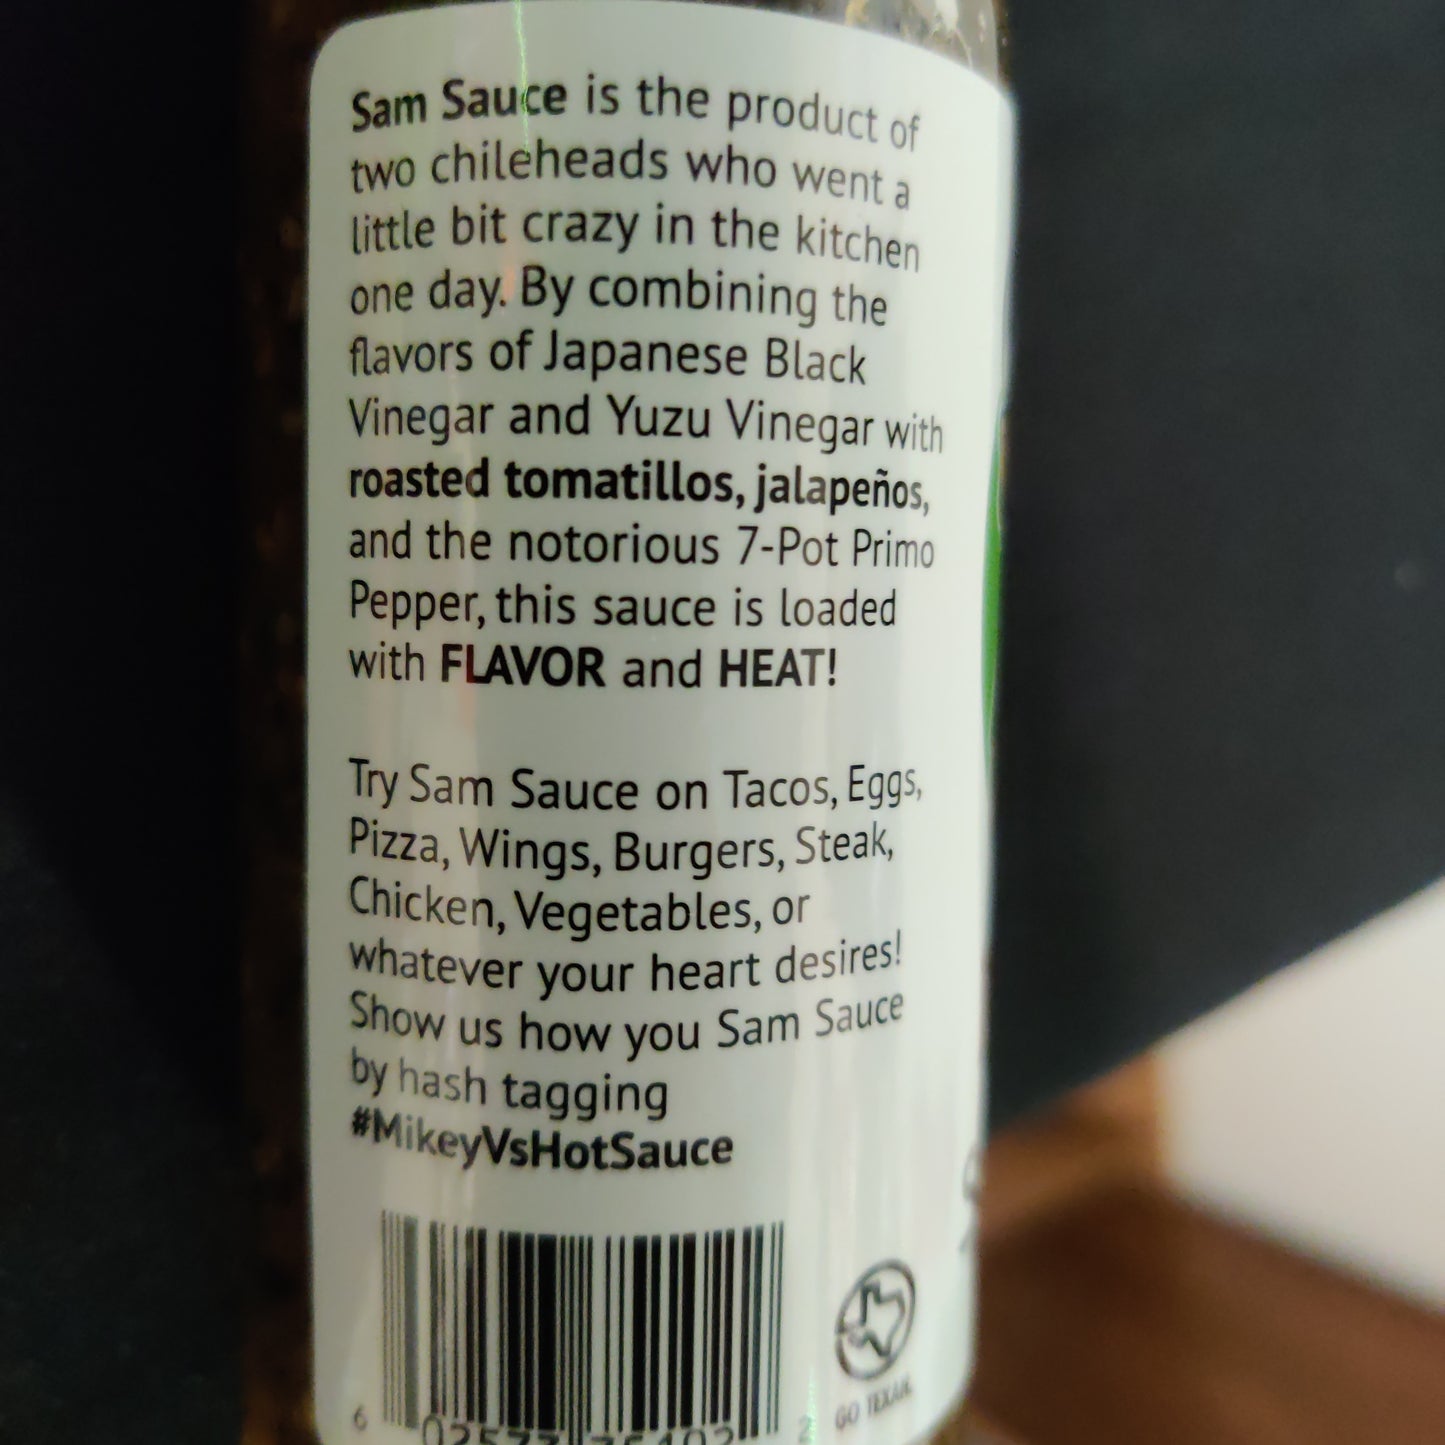 Sam Sauce is the product of
two chileheads who went a
little bit crazy in the kitchen
one day. By combining the
flavors of Japanese Black
Vinegar and Yuzu Vinegar with
roasted tomatillos, jalapeños,
and the notorious 7-Pot Primo
Pepper, this sauce is loaded
with FLAVOR and HEAT!
Try Sam Sauce on Tacos, Eggs,
Pizza, Wings, Burgers, Steak,
Chicken, Vegetables, or
whatever your heart desires!
Show us how you Sam Sauce
by hash tagging
#MikeyVsHotSauce
GO TEXAN.
6
2